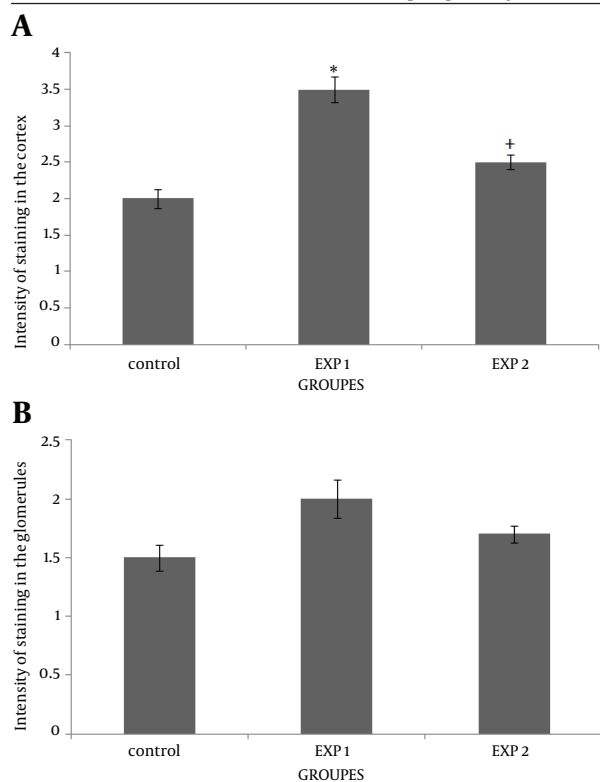 A
Intensity of staining in the cortex
4
3.5
*
3
+
2.5
2
1.5
1
0.5
0
control EXP 1 EXP 2
GROUPES
B
Intensity of staining in the glomerules
2.5
2
1.5
1
0.5
0
control EXP 1 EXP 2
GROUPES